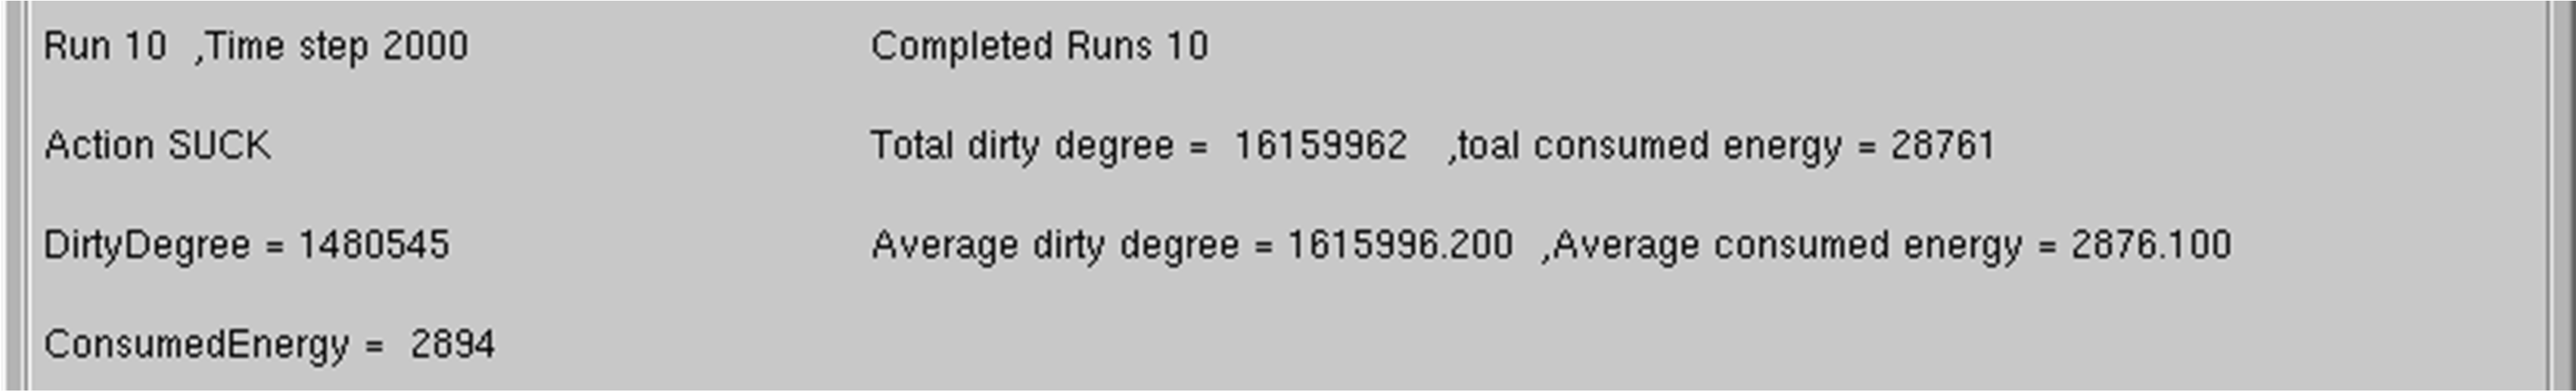 Run 10  ,Time step 2000
Completed Runs 10
Action SUCK
Total dirty degree =  16159962   ,toal consumed energy = 28761
DirtyDegree = 1480545
Average dirty degree = 1615996.200  ,Average consumed energy = 2876.100
ConsumedEnergy =  2894